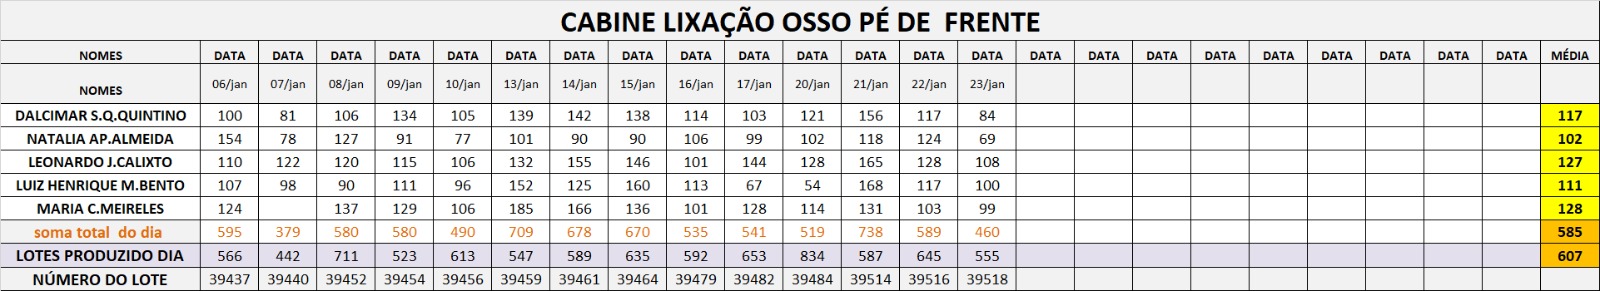 CABINE LIXAÇÃO OSSO PÉ DE FRENTE
NOMES DATA DATA DATA DATA DATA DATA DATA DATA DATA DATA DATA DATA DATA DATA DATA DATA DATA DATA DATA DATA DATA DATA DATA MÉDIA
NOMES 06/jan 07/jan 08/jan 09/jan 10/jan 13/jan 14/jan 15/jan 16/jan 17/jan 20/jan 21/jan 22/jan 23/jan
DALCIMAR S.Q.QUINTINO 100 81 106 134 105 139 142 138 114 103 121 156 117 84 117
NATALIA AP.ALMEIDA 154 78 127 91 77 101 90 90 106 99 102 118 124 69 102
LEONARDO J.CALIXTO 110 122 120 115 106 132 155 146 101 144 128 165 128 108 127
LUIZ HENRIQUE M.BENTO 107 98 90 111 96 152 125 160 113 67 54 168 117 100 111
MARIA C.MEIRELES 124 137 129 106 185 166 136 101 128 114 131 103 99 128
soma total do dia 595 379 580 580 490 709 678 670 535 541 519 738 589 460 585
LOTES PRODUZIDO DIA 566 442 711 523 613 547 589 635 592 653 834 587 645 555 607
NÚMERO DO LOTE 39437 39440 39452 39454 39456 39459 39461 39464 39479 39482 39484 39514 39516 39518